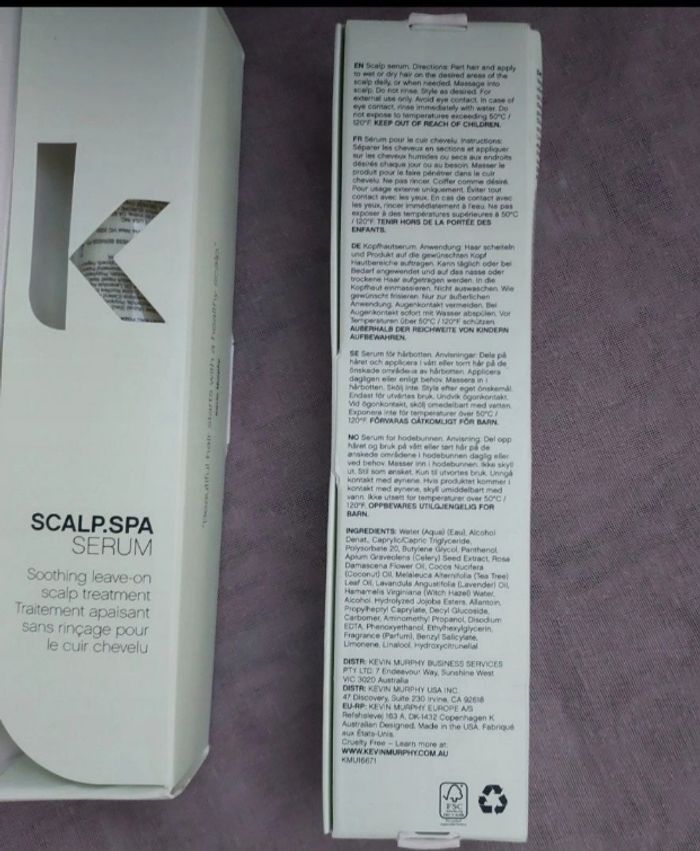 k
"Beautiful hair starts with a healthy scalp."
SCALP.SPA
SERUM
Soothing leave-on
scalp treatment
Traitement apaisant
sans rinçage pour
le cuir chevelu
EN Scalp serum. Directions: Part hair and apply
to wet or dry hair on the desired areas of the
scalp daily, or when needed. Massage into
scalp. Do not rinse. Style as desired. For
external use only. Avoid eye contact. In case of
eye contact, rinse immediately with water. Do
not expose to temperatures exceeding 50°C /
120°F. KEEP OUT OF REACH OF CHILDREN.
FR Sérum pour le cuir chevelu. Instructions:
Séparer les cheveux en sections et appliquer
sur les cheveux humides ou secs aux endroits
désirés chaque jour ou au besoin. Masser le
produit pour le faire pénétrer dans le cuir
chevelu. Ne pas rincer. Coiffer comme désiré.
Pour usage externe uniquement. Éviter tout
contact avec les yeux. En cas de contact avec
les yeux, rincer immédiatement à l'eau. Ne pas
exposer à des températures supérieures à 50°C
/ 120°F. TENIR HORS DE LA PORTÉE DES
ENFANTS.
DE Kopfhautserum. Anwendung: Haar scheiteln
und Produkt auf die gewünschten Kopf
Hautbereiche auftragen. Kann täglich oder bei
Bedarf angewendet und auf das nasse oder
trockene Haar aufgetragen werden. In die
Kopfhaut einmassieren. Nicht auswaschen. Wie
gewünscht frisieren. Nur zur äußerlichen
Anwendung. Augenkontakt vermeiden. Bei
Augenkontakt sofort mit Wasser abspülen. Vor
Temperaturen über 50°C / 120°F schützen.
AUßERHALB DER REICHWEITE VON KINDERN
AUFBEWAHREN.
SE Serum för hårbotten. Anvisningar: Dela på
håret och applicera i vått eller torrt hår på de
önskade områdena av hårbotten. Applicera
dagligen eller enligt behov. Massera in i
hårbotten. Skölj inte. Styla efter eget önskemål.
Endast för utvärtes bruk. Undvik ögonkontakt.
Vid ögonkontakt, skölj omedelbart med vatten.
Exponera inte för temperaturer över 50°C /
120°F. FÖRVARAS OÅTKOMLIGT FÖR BARN.
NO Serum for hodebunnen. Anvisning: Del opp
håret og bruk på vått eller tørt hår på de
ønskede områdene i hodebunnen daglig eller
ved behov. Masser inn i hodebunnen. Ikke skyll
ut. Stil som ønsket. Kun til utvortes bruk. Unngå
kontakt med øynene. Hvis produktet kommer i
kontakt med øynene, skyll umiddelbart med
vann. Ikke utsett for temperaturer over 50°C /
120°F. OPPBEVARES UTILGJENGELIG FOR
BARN.
INGREDIENTS: Water (Aqua) (Eau), Alcohol
Denat., Caprylic/Capric Triglyceride,
Polysorbate 20, Butylene Glycol, Panthenol,
Apium Graveolens (Celery) Seed Extract, Rosa
Damascena Flower Oil, Cocos Nucifera
(Coconut) Oil, Melaleuca Alternifolia (Tea Tree)
Leaf Oil, Lavandula Angustifolia (Lavender) Oil,
Hamamelis Virginiana (Witch Hazel) Water,
Alcohol, Hydrolyzed Jojoba Esters, Allantoin,
Propylheptyl Caprylate, Decyl Glucoside,
Carbomer, Aminomethyl Propanol, Disodium
EDTA, Phenoxyethanol, Ethylhexylglycerin,
Fragrance (Parfum), Benzyl Salicylate,
Limonene, Linalool, Hydroxycitronellal
DISTR: KEVIN MURPHY BUSINESS SERVICES
PTY LTD. 7 Endeavour Way, Sunshine West
VIC 3020 Australia
DISTR: KEVIN MURPHY USA INC.
47 Discovery, Suite 230 Irvine, CA 92618
EU-RP: KEVIN MURPHY EUROPE A/S
Refshalevej 163 A, DK-1432 Copenhagen K
Australian Designed. Made in the USA. Fabriqué
aux États-Unis.
Cruelty Free – Learn more at:
WWW.KEVINMURPHY.COM.AU
KMU16671
FSC